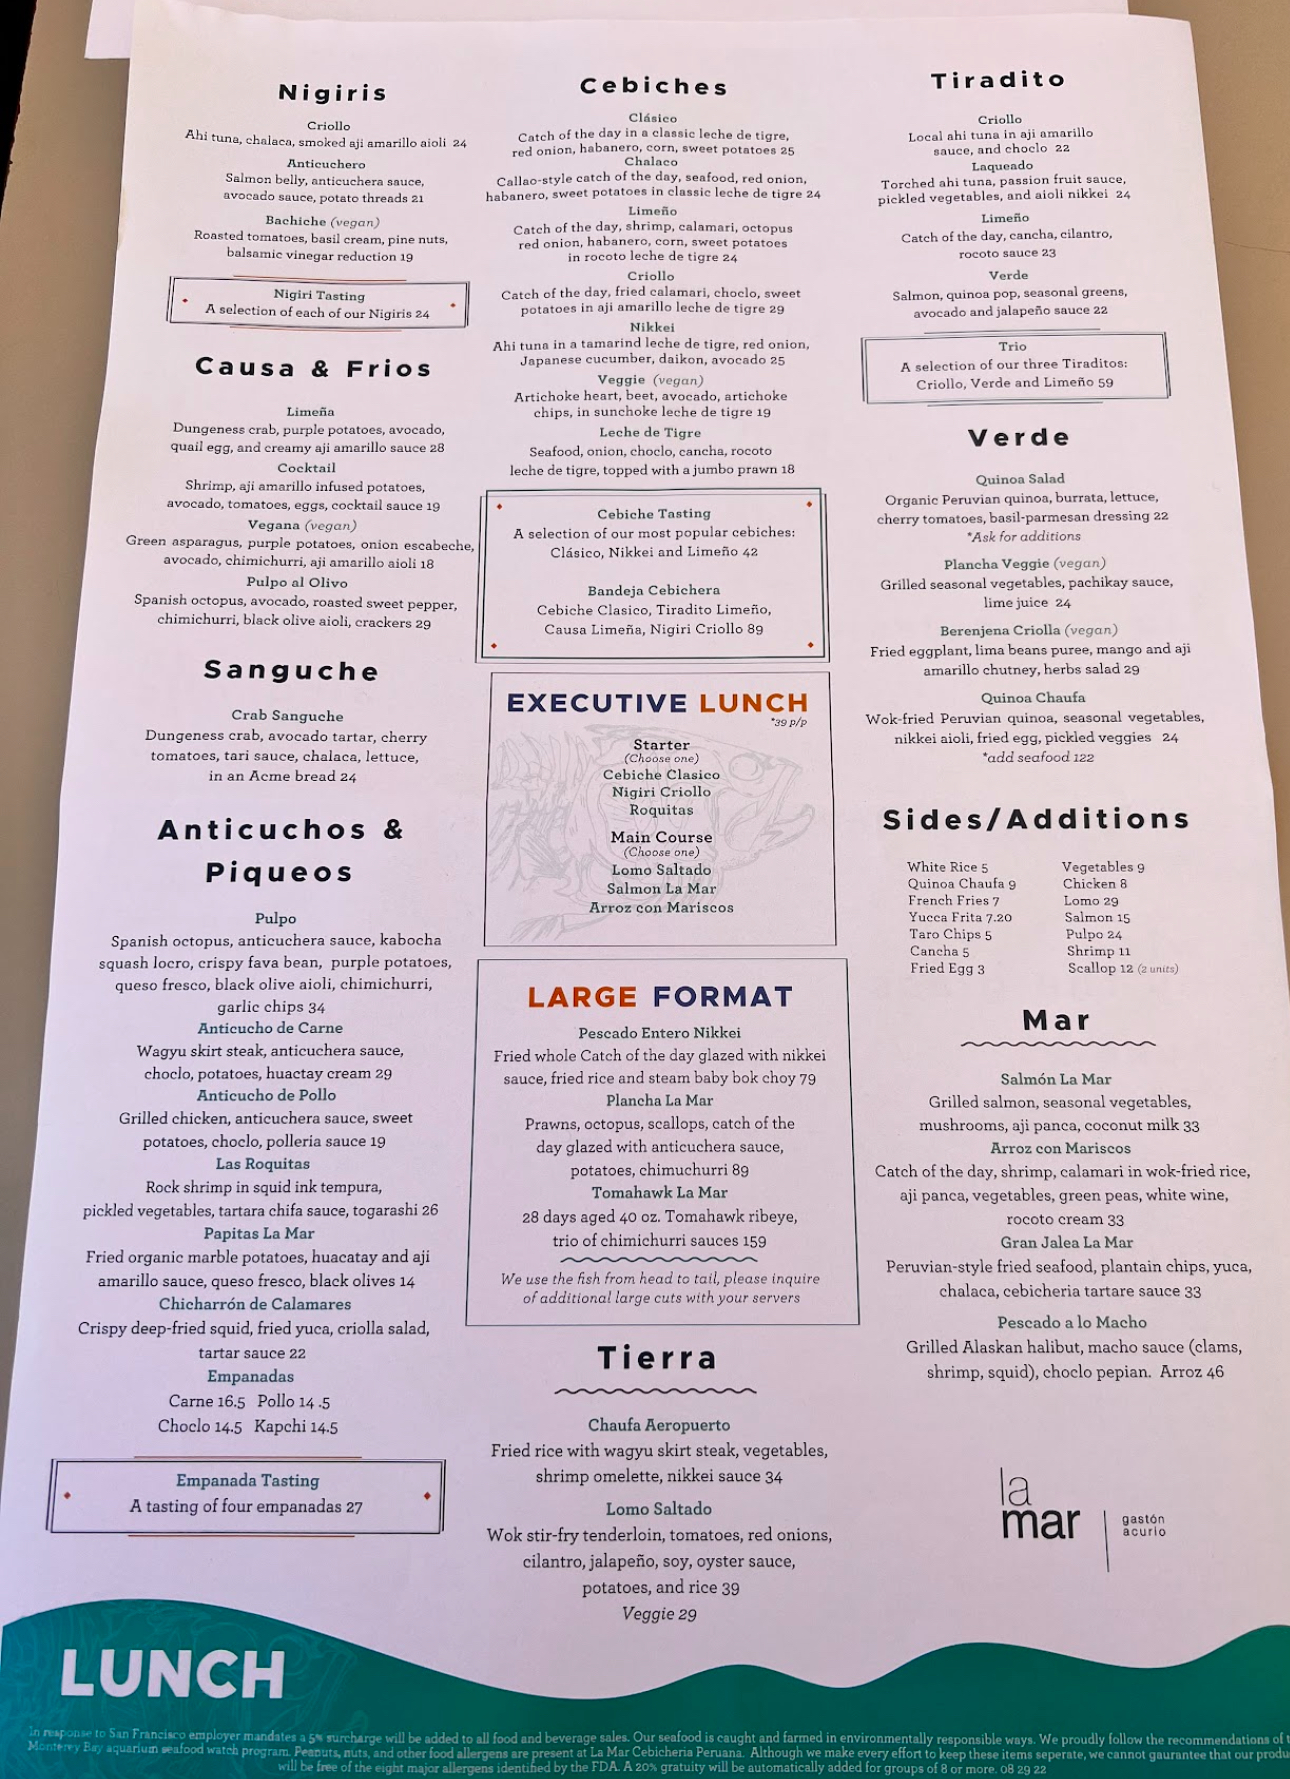 Nigiris
Criollo
Ahi tuna, chalaca, smoked aji amarillo aioli 24
Anticuchero
Salmon belly, anticuchera sauce,
avocado sauce, potato threads 21
Bachiche (vegan)
Roasted tomatoes, basil cream, pine nuts,
balsamic vinegar reduction 19
Nigiri Tasting
A selection of each of our Nigiris 24
Causa & Frios
Limeña
Dungeness crab, purple potatoes, avocado,
quail egg, and creamy aji amarillo sauce 28
Cocktail
Shrimp, aji amarillo infused potatoes,
avocado, tomatoes, eggs, cocktail sauce 19
Vegana (vegan)
Green asparagus, purple potatoes, onion escabeche,
avocado, chimichurri, aji amarillo aioli 18
Pulpo al Olivo
Spanish octopus, avocado, roasted sweet pepper,
chimichurri, black olive aioli, crackers 29
Sanguche
Crab Sanguche
Dungeness crab, avocado tartar, cherry
tomatoes, tari sauce, chalaca, lettuce,
in an Acme bread 24
Anticuchos &
Piqueos
Pulpo
Spanish octopus, anticuchera sauce, kabocha
squash locro, crispy fava bean, purple potatoes,
queso fresco, black olive aioli, chimichurri,
garlic chips 34
Anticucho de Carne
Wagyu skirt steak, anticuchera sauce,
choclo, potatoes, huactay cream 29
Anticucho de Pollo
Grilled chicken, anticuchera sauce, sweet
potatoes, choclo, polleria sauce 19
Las Roquitas
Rock shrimp in squid ink tempura,
pickled vegetables, tartara chifa sauce, togarashi 26
Papitas La Mar
Fried organic marble potatoes, huacatay and aji
amarillo sauce, queso fresco, black olives 14
Chicharrón de Calamares
Crispy deep-fried squid, fried yuca, criolla salad,
tartar sauce 22
Empanadas
Carne 16.5 Pollo 14 .5
Choclo 14.5 Kapchi 14.5
Empanada Tasting
A tasting of four empanadas 27
Cebiches
Clásico
Catch of the day in a classic leche de tigre,
red onion, habanero, corn, sweet potatoes 25
Chalaco
Callao-style catch of the day, seafood, red onion,
habanero, sweet potatoes in classic leche de tigre 24
Limeño
Catch of the day, shrimp, calamari, octopus
red onion, habanero, corn, sweet potatoes
in rocoto leche de tigre 24
Criollo
Catch of the day, fried calamari, choclo, sweet
potatoes in aji amarillo leche de tigre 29
Nikkei
Ahi tuna in a tamarind leche de tigre, red onion,
Japanese cucumber, daikon, avocado 25
Veggie (vegan)
Artichoke heart, beet, avocado, artichoke
chips, in sunchoke leche de tigre 19
Leche de Tigre
Seafood, onion, choclo, cancha, rocoto
leche de tigre, topped with a jumbo prawn 18
Cebiche Tasting
A selection of our most popular cebiches:
Clásico, Nikkei and Limeño 42
Bandeja Cebichera
Cebiche Clasico, Tiradito Limeño,
Causa Limeña, Nigiri Criollo 89
EXECUTIVE LUNCH
*39 p/p
Starter
(Choose one)
Cebiche Clasico
Nigiri Criollo
Roquitas
Main Course
(Choose one)
Lomo Saltado
Salmon La Mar
Arroz con Mariscos
LARGE FORMAT
Pescado Entero Nikkei
Fried whole Catch of the day glazed with nikkei
sauce, fried rice and steam baby bok choy 79
Plancha La Mar
Prawns, octopus, scallops, catch of the
day glazed with anticuchera sauce,
potatoes, chimuchurri 89
Tomahawk La Mar
28 days aged 40 oz. Tomahawk ribeye,
trio of chimichurri sauces 159
We use the fish from head to tail, please inquire
of additional large cuts with your servers
Tierra
Chaufa Aeropuerto
Fried rice with wagyu skirt steak, vegetables,
shrimp omelette, nikkei sauce 34
Lomo Saltado
Wok stir-fry tenderloin, tomatoes, red onions,
cilantro, jalapeño, soy, oyster sauce,
potatoes, and rice 39
Veggie 29
Tiradito
Criollo
Local ahi tuna in aji amarillo
sauce, and choclo 22
Laqueado
Torched ahi tuna, passion fruit sauce,
pickled vegetables, and aioli nikkei 24
Limeño
Catch of the day, cancha, cilantro,
rocoto sauce 23
Verde
Salmon, quinoa pop, seasonal greens,
avocado and jalapeño sauce 22
Trio
A selection of our three Tiraditos:
Criollo, Verde and Limeño 59
Verde
Quinoa Salad
Organic Peruvian quinoa, burrata, lettuce,
cherry tomatoes, basil-parmesan dressing 22
*Ask for additions
Plancha Veggie (vegan)
Grilled seasonal vegetables, pachikay sauce,
lime juice 24
Berenjena Criolla (vegan)
Fried eggplant, lima beans puree, mango and aji
amarillo chutney, herbs salad 29
Quinoa Chaufa
Wok-fried Peruvian quinoa, seasonal vegetables,
nikkei aioli, fried egg, pickled veggies 24
*add seafood 122
Sides/Additions
White Rice 5
Quinoa Chaufa 9
French Fries 7
Yucca Frita 7.20
Taro Chips 5
Cancha 5
Fried Egg 3
Vegetables 9
Chicken 8
Lomo 29
Salmon 15
Pulpo 24
Shrimp 11
Scallop 12 (2 units)
Mar
Salmón La Mar
Grilled salmon, seasonal vegetables,
mushrooms, aji panca, coconut milk 33
Arroz con Mariscos
Catch of the day, shrimp, calamari in wok-fried rice,
aji panca, vegetables, green peas, white wine,
rocoto cream 33
Gran Jalea La Mar
Peruvian-style fried seafood, plantain chips, yuca,
chalaca, cebicheria tartare sauce 33
Pescado a lo Macho
Grilled Alaskan halibut, macho sauce (clams,
shrimp, squid), choclo pepian. Arroz 46
la
mar
gastón
acurio
LUNCH
In response to San Francisco employer mandates a 5% surcharge will be added to all food and beverage sales. Our seafood is caught and farmed in environmentally responsible ways. We proudly follow the recommendations of
Monterey Bay aquarium seafood watch program. Peanuts, nuts, and other food allergens are present at La Mar Cebicheria Peruana. Although we make every effort to keep these items seperate, we cannot gaurantee that our
will be free of the eight major allergens identified by the FDA. A 20% gratuity will be automatically added for groups of 8 or more. 08 29 22